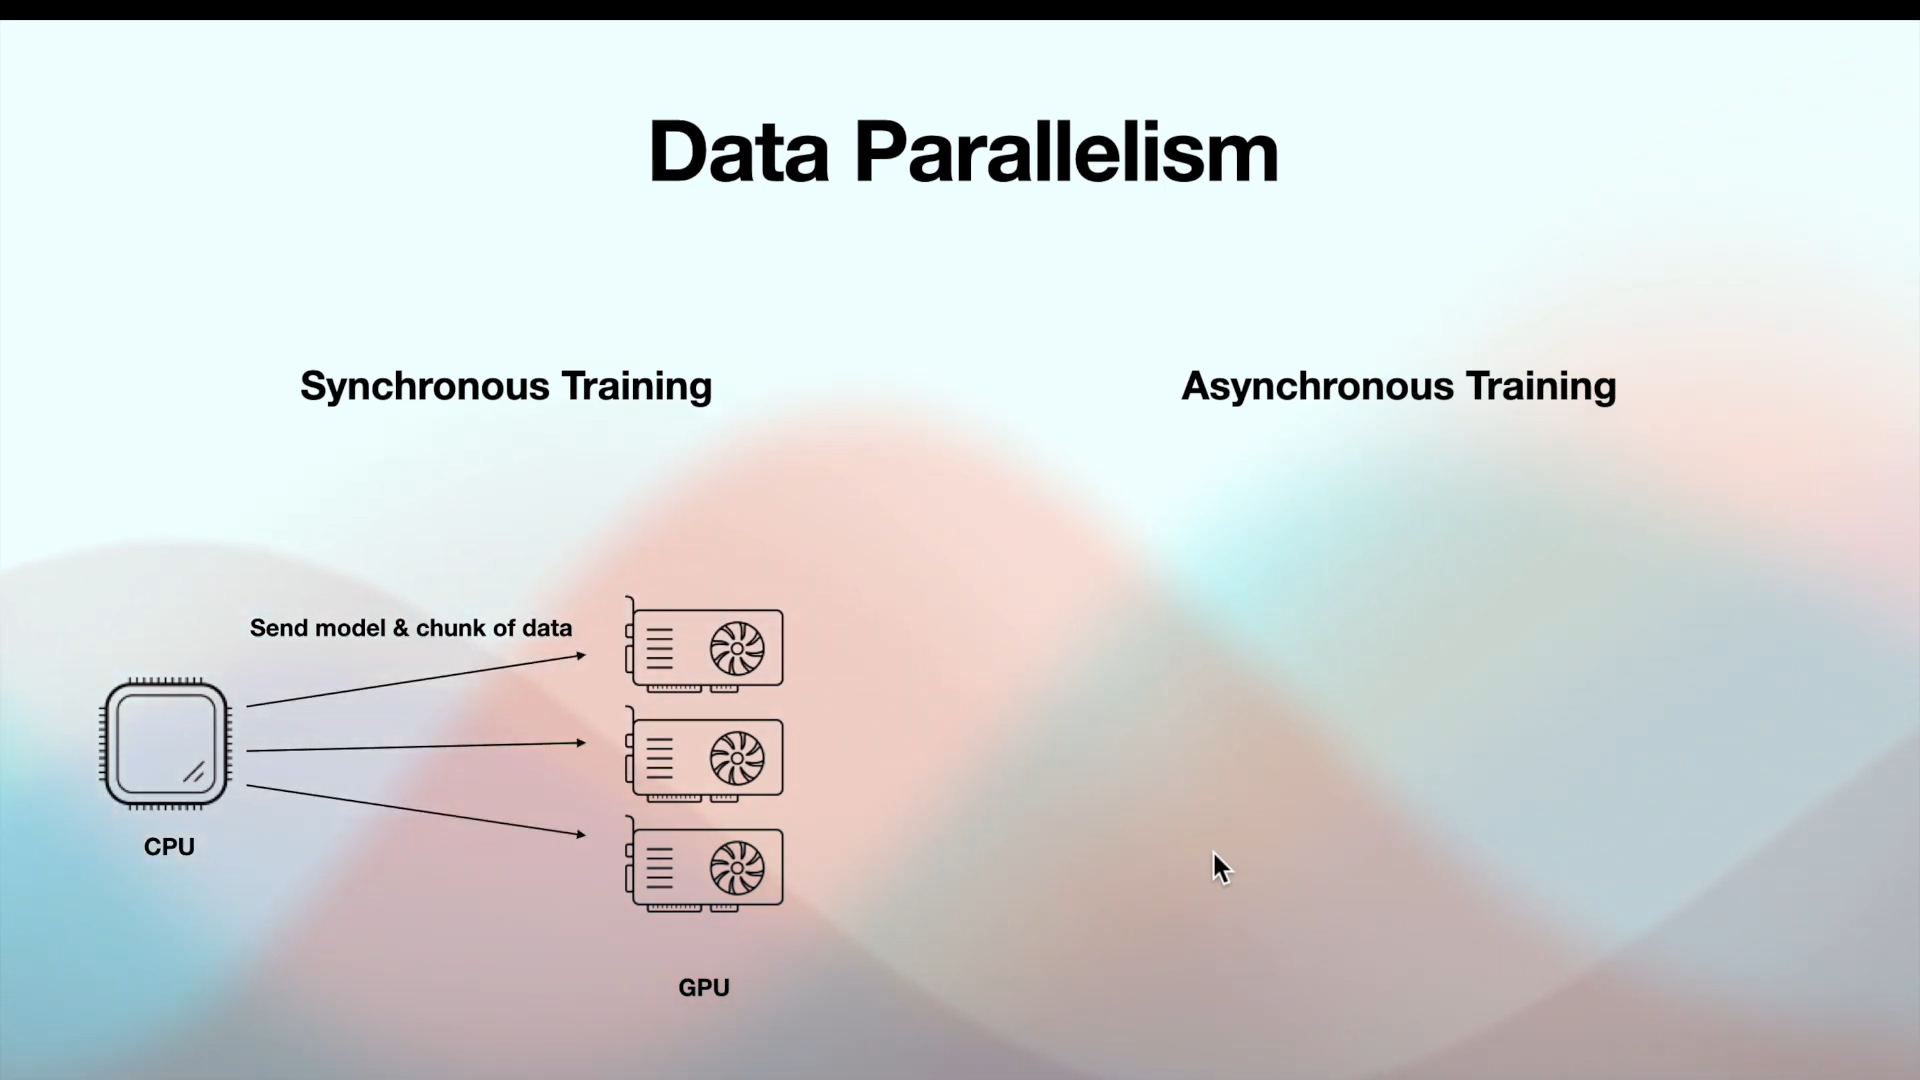 Data Parallelism
Synchronous Training
Asynchronous Training
Send model & chunk of data
CPU
GPU